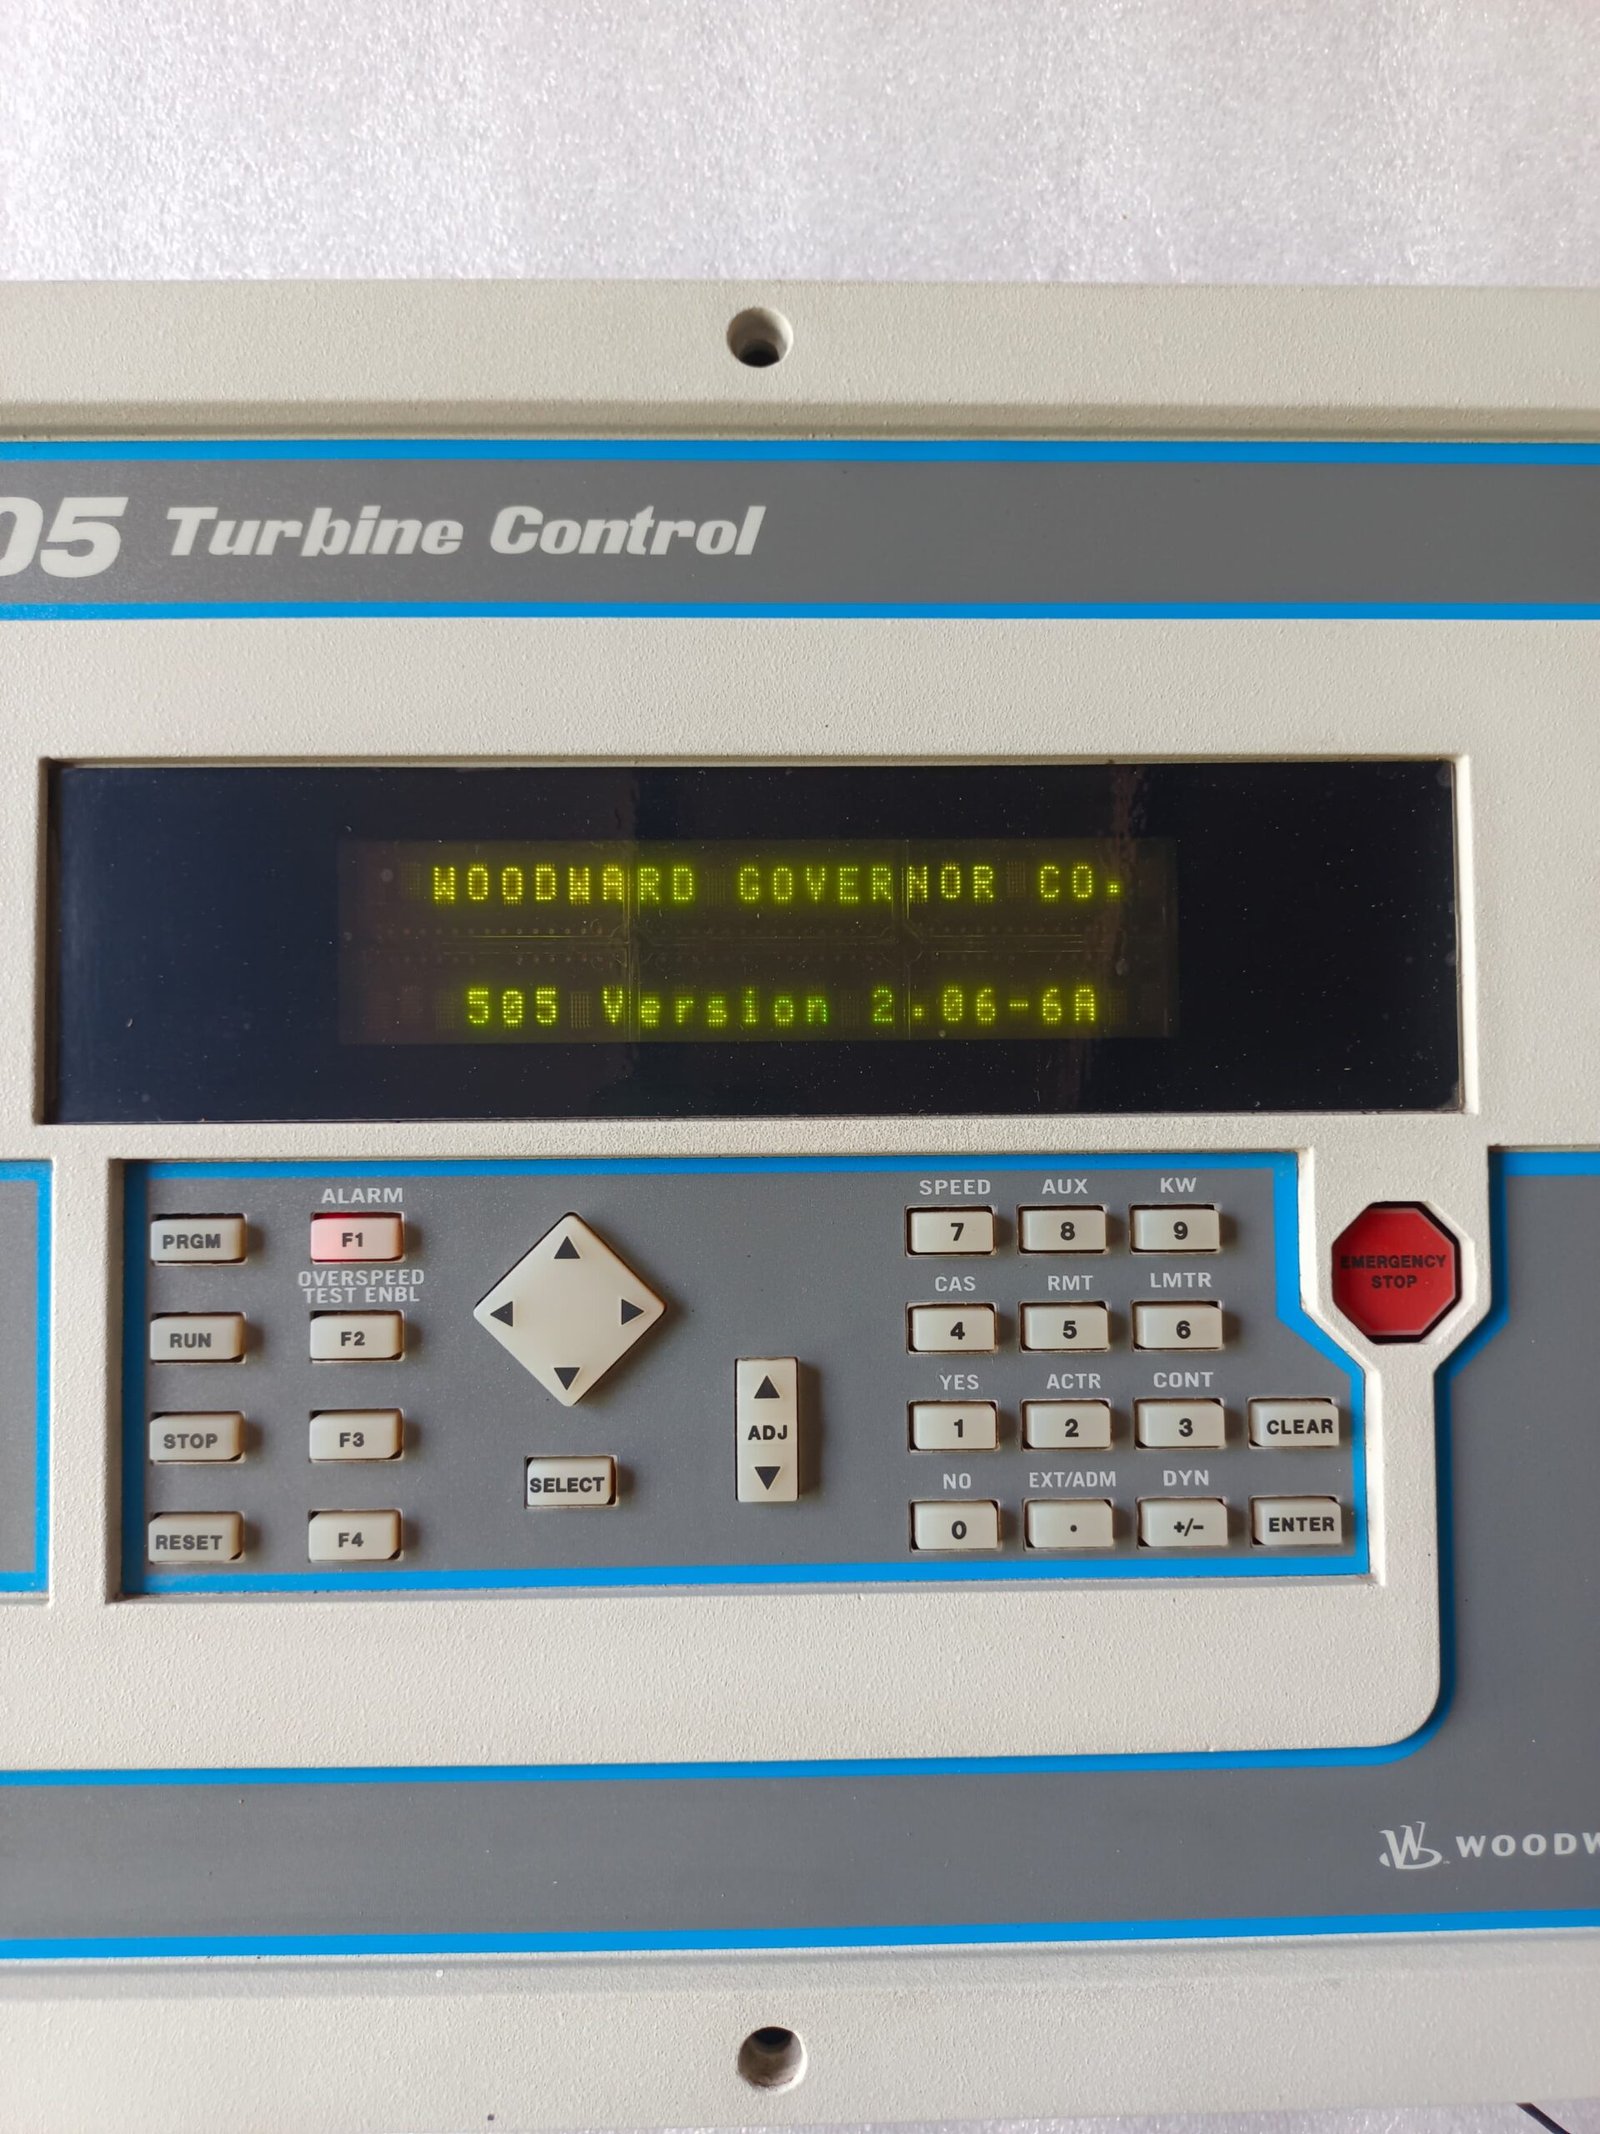 05 Turbine Control
WOODWARD GOVERNOR CO.
505 Version 2.06-6A
PRGM
ALARM
F1
OVERSPEED
TEST ENBL
RUN
F2
STOP
F3
RESET
F4
SELECT
ADJ
SPEED AUX KW
7 8 9
CAS RMT LMTR
4 5 6
YES ACTR CONT
1 2 3 CLEAR
NO EXT/ADM DYN
0 . +/- ENTER
EMERGENCY
STOP
WOODW